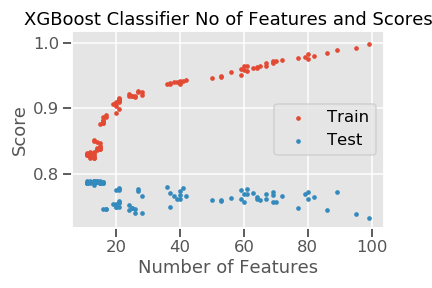 XGBoost Classifier No of Features and Scores
1.0
0.9
0.8
Score
Train
Test
20
40
60
80
100
Number of Features